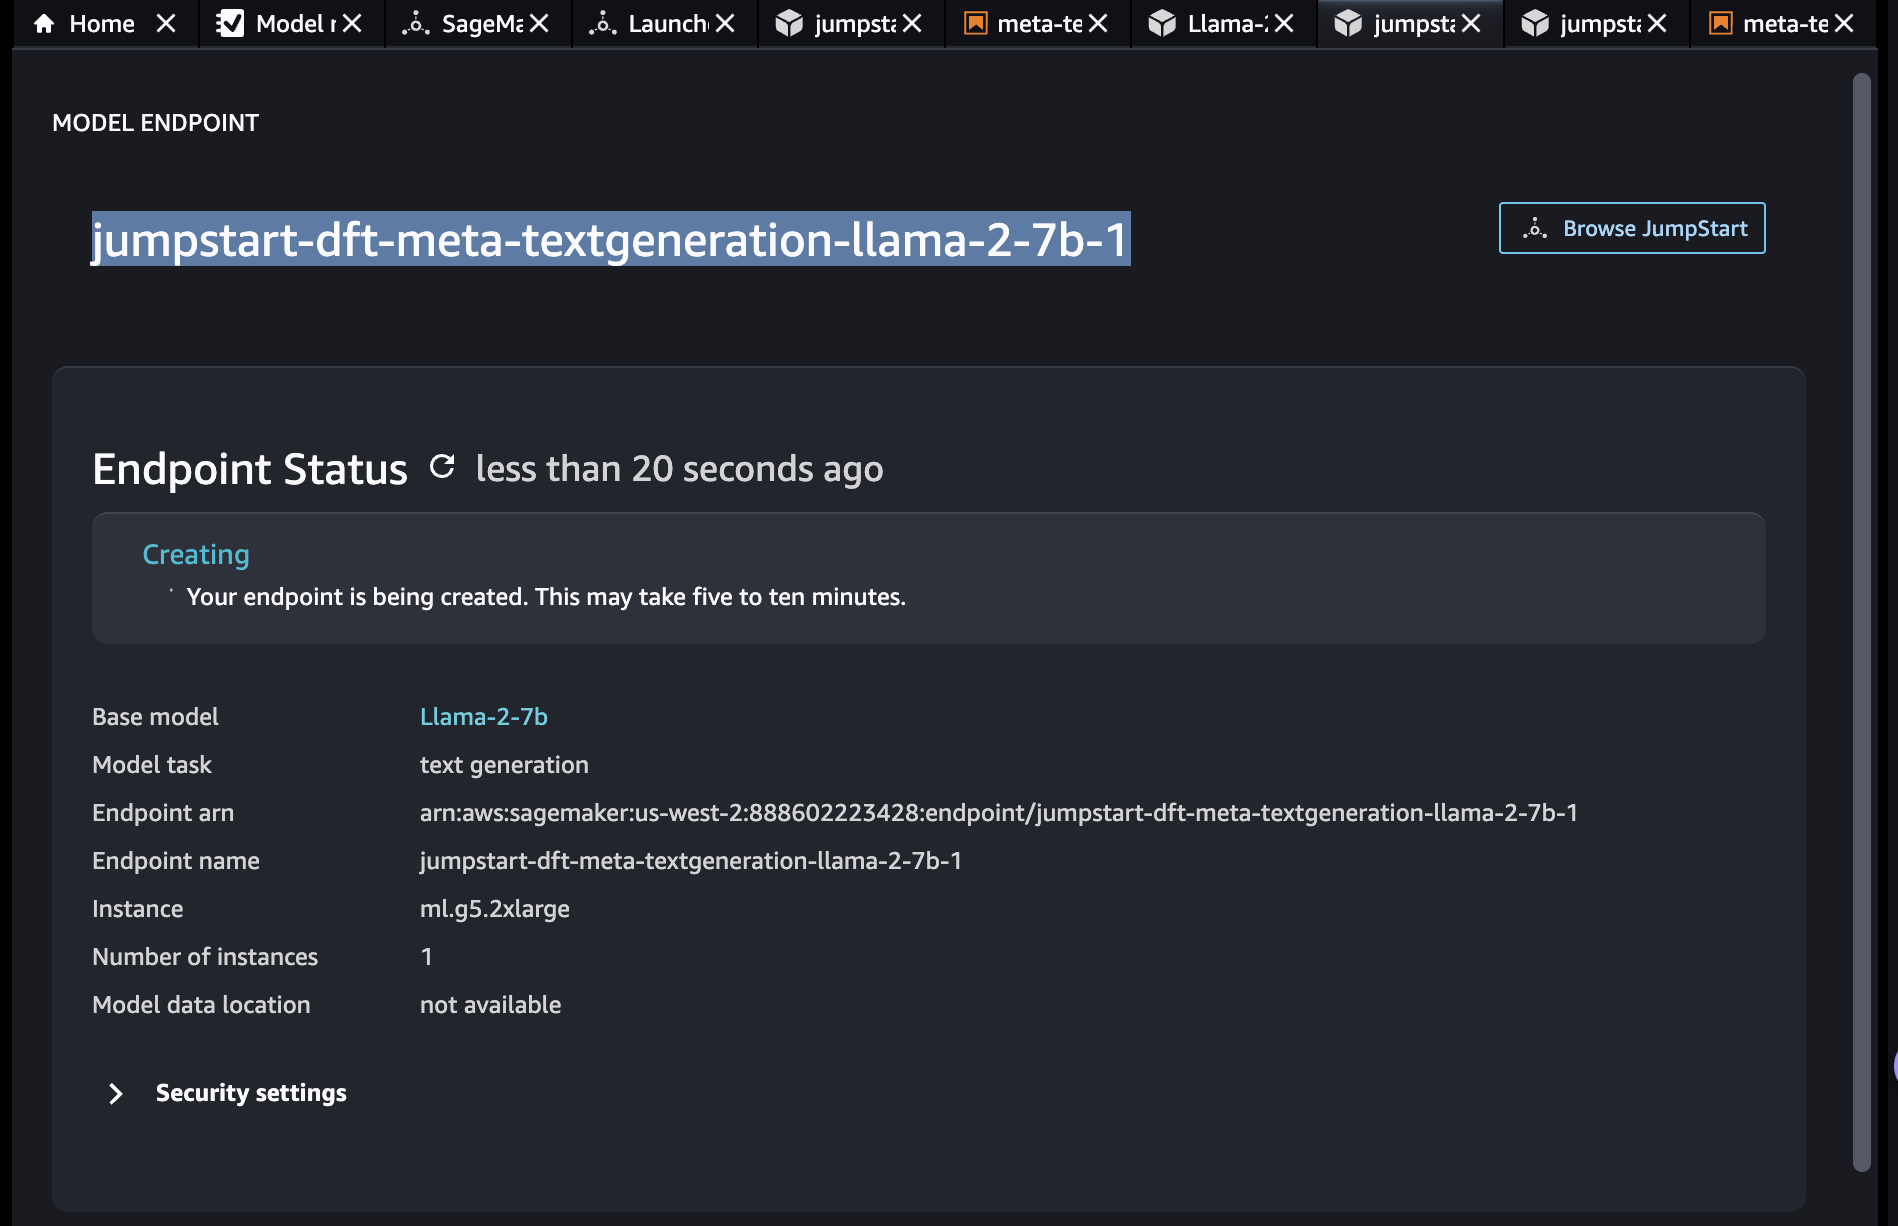 Home
Model r
SageMa
Launch
jumpsta
meta-te
Llama-2
jumpsta
jumpsta
meta-te
MODEL ENDPOINT
jumpstart-dft-meta-textgeneration-llama-2-7b-1
Browse JumpStart
Endpoint Status less than 20 seconds ago
Creating
Your endpoint is being created. This may take five to ten minutes.
Base model Llama-2-7b
Model task text generation
Endpoint arn arn:aws:sagemaker:us-west-2:888602223428:endpoint/jumpstart-dft-meta-textgeneration-llama-2-7b-1
Endpoint name jumpstart-dft-meta-textgeneration-llama-2-7b-1
Instance ml.g5.2xlarge
Number of instances 1
Model data location not available
Security settings